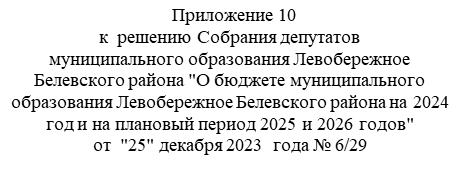 Приложение 10
к решению Собрания депутатов
муниципального образования Левобережное
Белевского района "О бюджете муниципального
образования Левобережное Белевского района на 2024
год и на плановый период 2025 и 2026 годов"
от "25" декабря 2023 года № 6/29